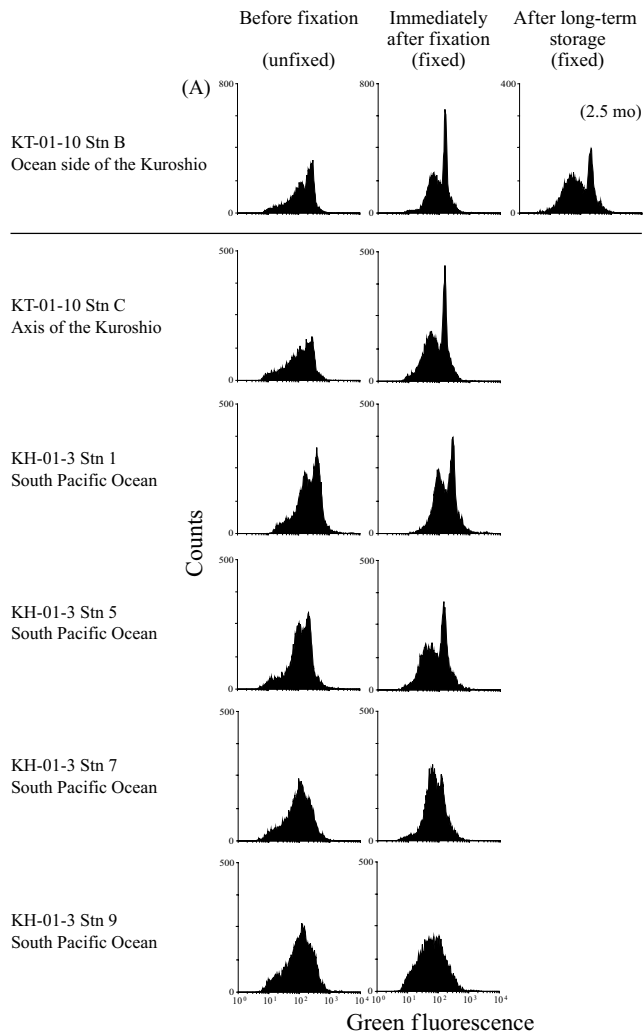 Before fixation
(unfixed)
Immediately
after fixation
(fixed)
After long-term
storage
(fixed)
(A)
KT-01-10 Stn B
Ocean side of the Kuroshio
800
0
800
0
400
0
(2.5 mo)
KT-01-10 Stn C
Axis of the Kuroshio
500
0
500
0
KH-01-3 Stn 1
South Pacific Ocean
500
0
500
0
Counts
KH-01-3 Stn 5
South Pacific Ocean
500
0
500
0
KH-01-3 Stn 7
South Pacific Ocean
500
0
500
0
KH-01-3 Stn 9
South Pacific Ocean
500
0
500
0
10⁰ 10¹ 10² 10³ 10⁴
10⁰ 10¹ 10² 10³ 10⁴
Green fluorescence